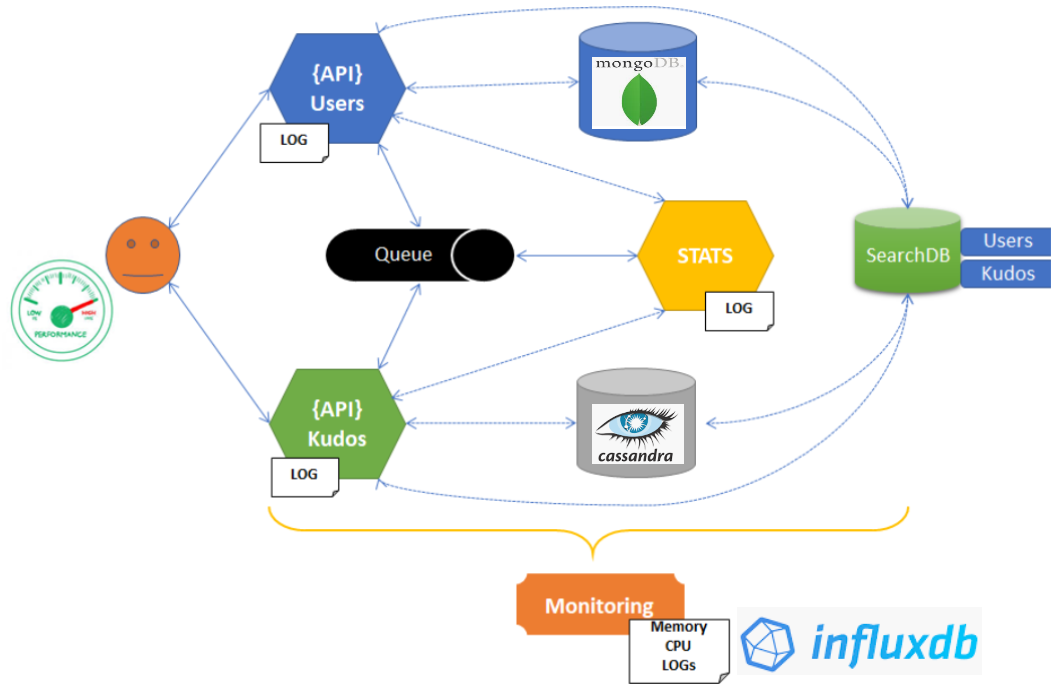 {API}
Users
LOG
mongoDB.
Queue
STATS
LOG
SearchDB
Users
Kudos
LOW
HIGH
PERFORMANCE
{API}
Kudos
LOG
cassandra
Monitoring
Memory
CPU
LOGs
influxdb